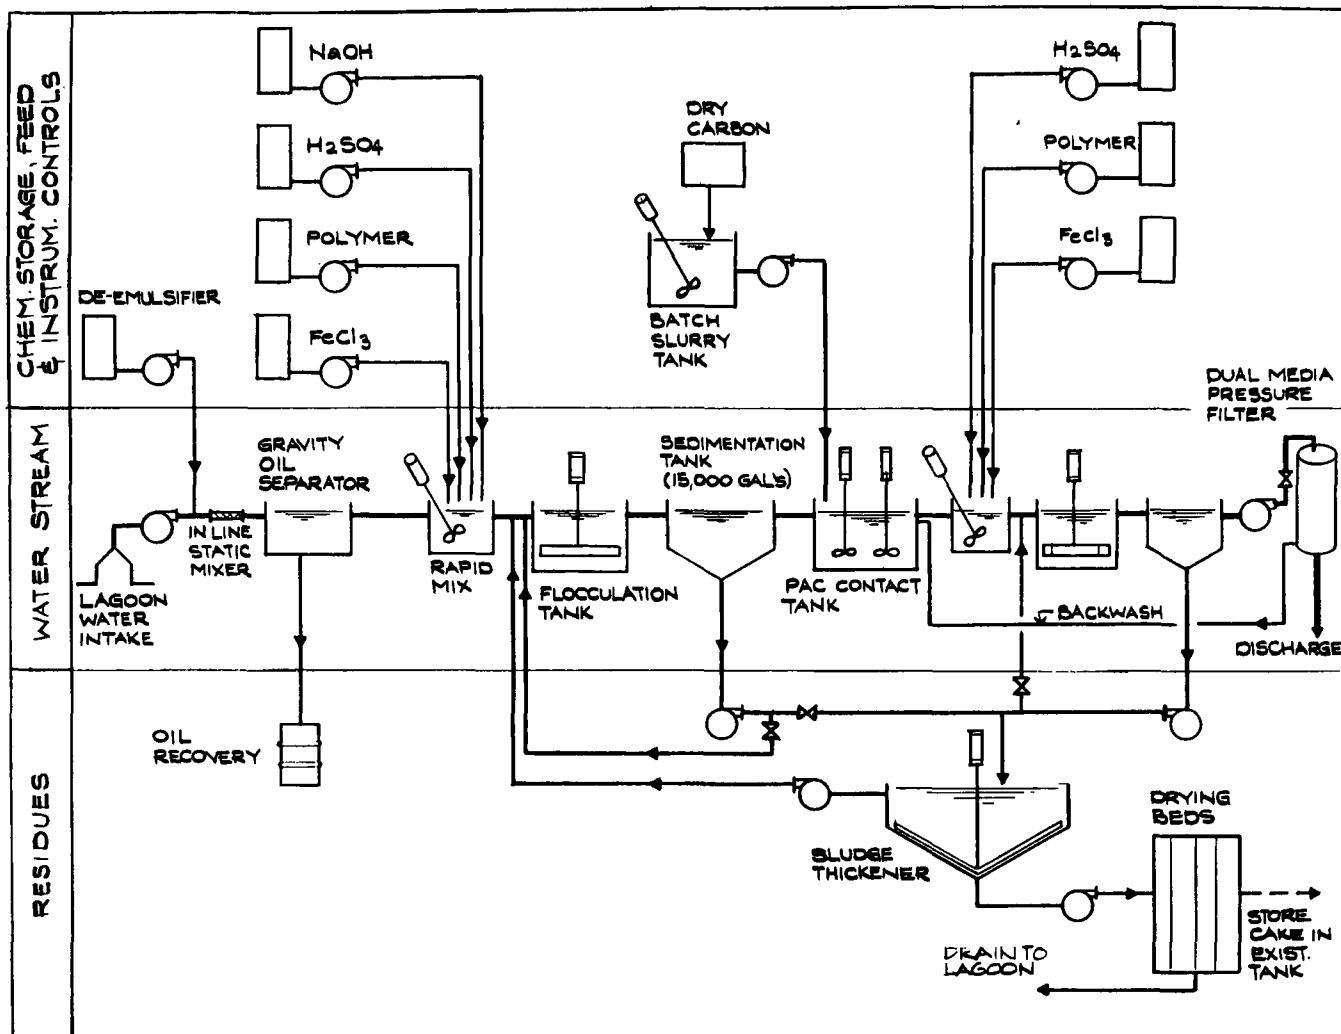 CHEM. STORAGE, FEED
& INSTRUM. CONTROLS
NaOH
H2SO4
POLYMER
FeCl3
DE-EMULSIFIER
DRY
CARBON
BATCH
SLURRY
TANK
H2SO4
POLYMER
FeCl3
DUAL MEDIA
PRESSURE
FILTER
WATER STREAM
GRAVITY
OIL
SEPARATOR
SEDIMENTATION
TANK
(15,000 GAL'S)
IN LINE
STATIC
MIXER
LAGOON
WATER
INTAKE
RAPID
MIX
FLOCCULATION
TANK
PAC CONTACT
TANK
BACKWASH
DISCHARGE
RESIDUES
OIL
RECOVERY
SLUDGE
THICKENER
DRYING
BEDS
STORE
CAKE IN
EXIST.
TANK
DRAIN TO
LAGOON